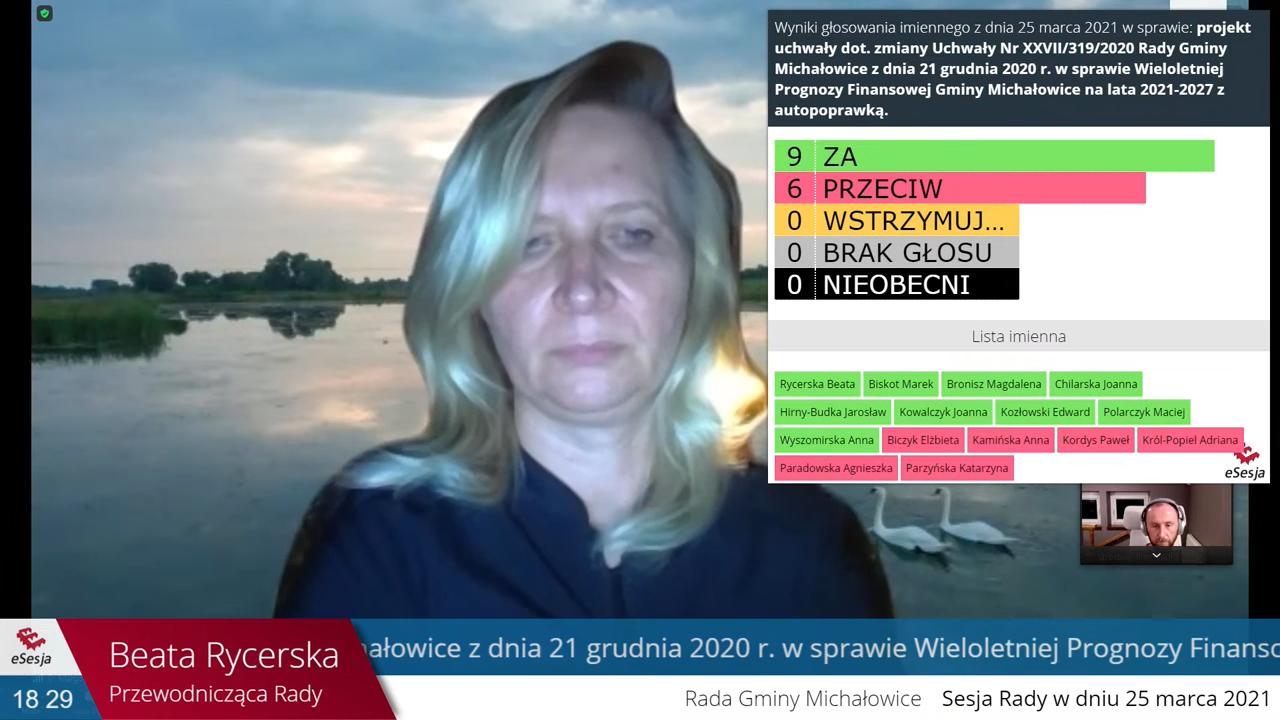 Wyniki głosowania imiennego z dnia 25 marca 2021 w sprawie: projekt
uchwały dot. zmiany Uchwały Nr XXVII/319/2020 Rady Gminy
Michałowice z dnia 21 grudnia 2020 r. w sprawie Wieloletniej
Prognozy Finansowej Gminy Michałowice na lata 2021-2027 z
autopoprawką.
9 ZA
6 PRZECIW
0 WSTRZYMUJ...
0 BRAK GŁOSU
0 NIEOBECNI
Lista imienna
Rycerska Beata Biskot Marek Bronisz Magdalena Chilarska Joanna
Hirny-Budka Jarosław Kowalczyk Joanna Kozłowski Edward Polarczyk Maciej
Wyszomirska Anna Biczyk Elżbieta Kamińska Anna Kordys Paweł Król-Popiel Adriana
Paradowska Agnieszka Parzyńska Katarzyna
eSesja
ałowice z dnia 21 grudnia 2020 r. w sprawie Wieloletniej Prognozy Finanso
eSesja
Beata Rycerska
Przewodnicząca Rady
18 29
Rada Gminy Michałowice Sesja Rady w dniu 25 marca 2021